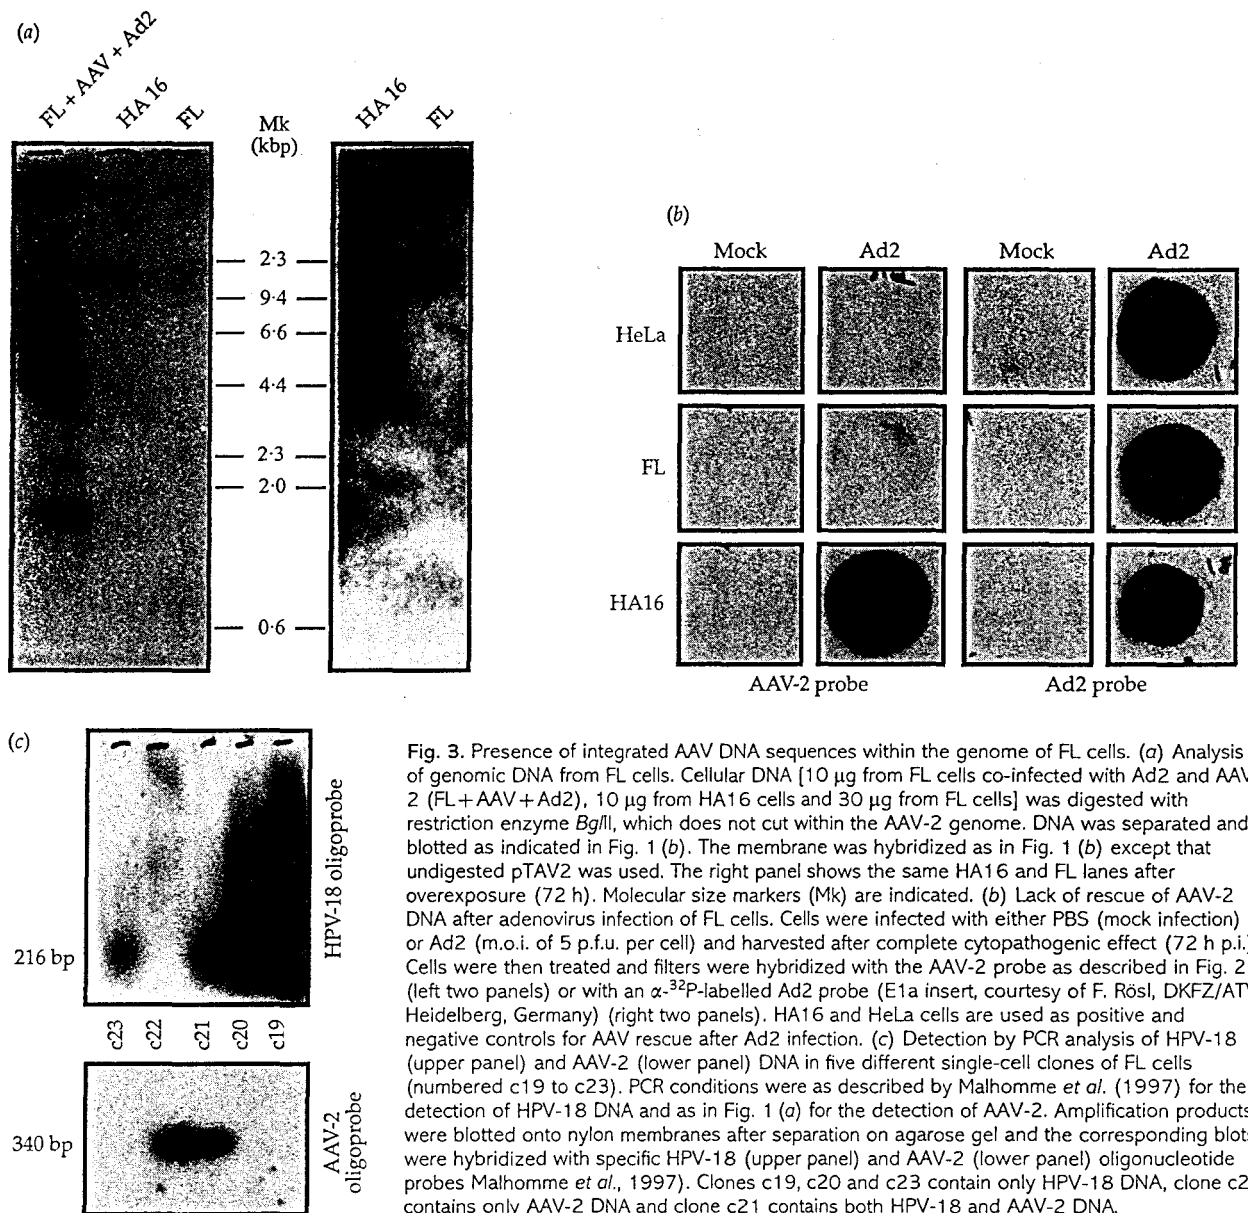 (a)
FL + AAV + Ad2
HA 16
FL
Mk
(kbp)
HA 16
FL
2·3
9·4
6·6
4·4
2·3
2·0
0·6
(b)
Mock
Ad2
Mock
Ad2
HeLa
FL
HA16
AAV-2 probe
Ad2 probe
(c)
216 bp
HPV-18 oligoprobe
c23
c22
c21
c20
c19
340 bp
AAV-2
oligoprobe
Fig. 3. Presence of integrated AAV DNA sequences within the genome of FL cells. (a) Analysis
of genomic DNA from FL cells. Cellular DNA [10 µg from FL cells co-infected with Ad2 and AAV
2 (FL+AAV+Ad2), 10 µg from HA16 cells and 30 µg from FL cells] was digested with
restriction enzyme BglII, which does not cut within the AAV-2 genome. DNA was separated and
blotted as indicated in Fig. 1 (b). The membrane was hybridized as in Fig. 1 (b) except that
undigested pTAV2 was used. The right panel shows the same HA16 and FL lanes after
overexposure (72 h). Molecular size markers (Mk) are indicated. (b) Lack of rescue of AAV-2
DNA after adenovirus infection of FL cells. Cells were infected with either PBS (mock infection)
or Ad2 (m.o.i. of 5 p.f.u. per cell) and harvested after complete cytopathogenic effect (72 h p.i.)
Cells were then treated and filters were hybridized with the AAV-2 probe as described in Fig. 2
(left two panels) or with an α-³²P-labelled Ad2 probe (E1a insert, courtesy of F. Rösl, DKFZ/ATV
Heidelberg, Germany) (right two panels). HA16 and HeLa cells are used as positive and
negative controls for AAV rescue after Ad2 infection. (c) Detection by PCR analysis of HPV-18
(upper panel) and AAV-2 (lower panel) DNA in five different single-cell clones of FL cells
(numbered c19 to c23). PCR conditions were as described by Malhomme et al. (1997) for the
detection of HPV-18 DNA and as in Fig. 1 (a) for the detection of AAV-2. Amplification products
were blotted onto nylon membranes after separation on agarose gel and the corresponding blots
were hybridized with specific HPV-18 (upper panel) and AAV-2 (lower panel) oligonucleotide
probes Malhomme et al., 1997). Clones c19, c20 and c23 contain only HPV-18 DNA, clone c2
contains only AAV-2 DNA and clone c21 contains both HPV-18 and AAV-2 DNA.